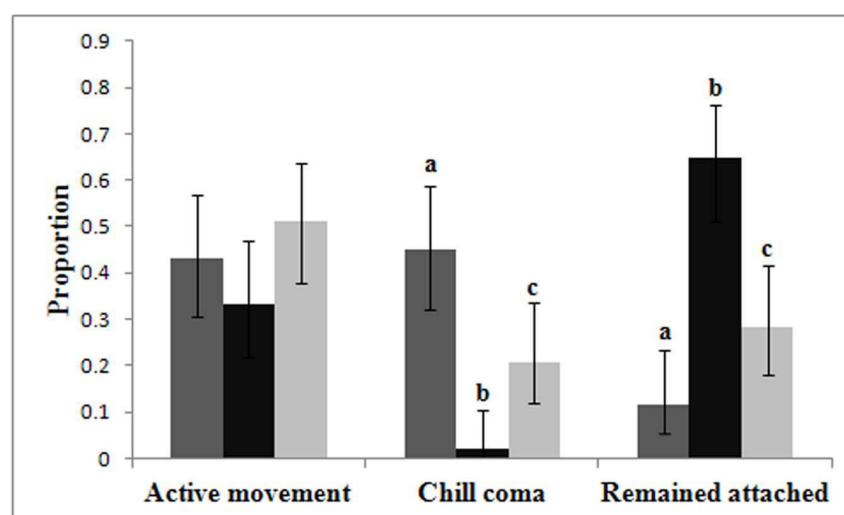 0.9
0.8
0.7
0.6
0.5
0.4
0.3
0.2
0.1
0
Proportion
a
b
c
a
b
c
Active movement Chill coma Remained attached